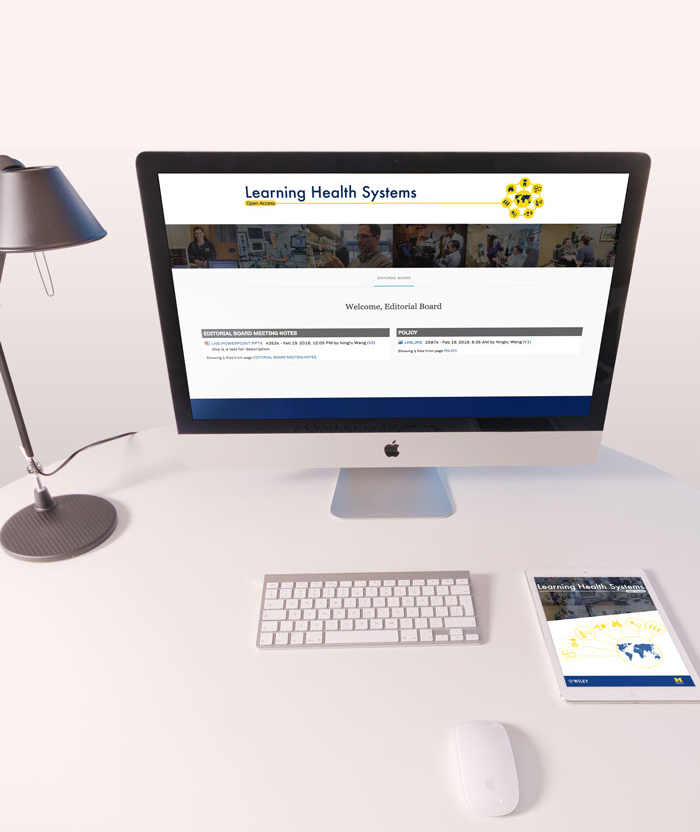 Learning Health Systems
Open Access
EDITORIAL BOARD
Welcome, Editorial Board
EDITORIAL BOARD MEETING NOTES
LHS-POWERPOINT.PPTX 4352k - Feb 19, 2016, 12:05 PM by Ningju Wang (V2)
this is a test for description
Showing 1 files from page EDITORIAL BOARD MEETING NOTES
POLICY
LHS.JPG 2587k - Feb 19, 2016, 8:35 AM by Ningju Wang (V1)
Showing 1 files from page POLICY
Learning Health Systems
WILEY
M